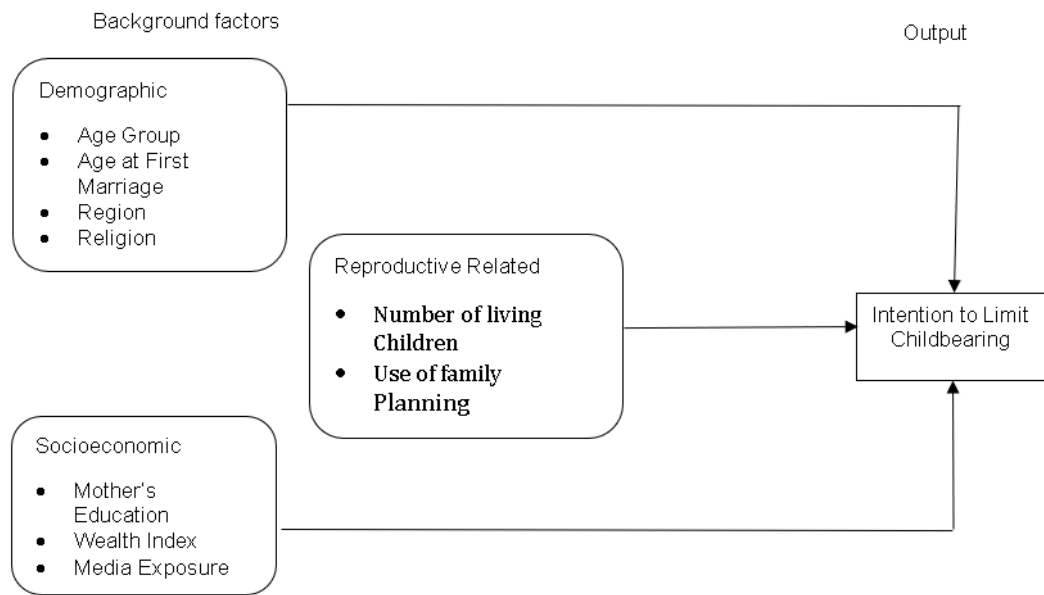 Background factors
Output
Demographic
• Age Group
• Age at First
Marriage
• Region
• Religion
Reproductive Related
• Number of living
Children
• Use of family
Planning
Intention to Limit
Childbearing
Socioeconomic
• Mother's
Education
• Wealth Index
• Media Exposure